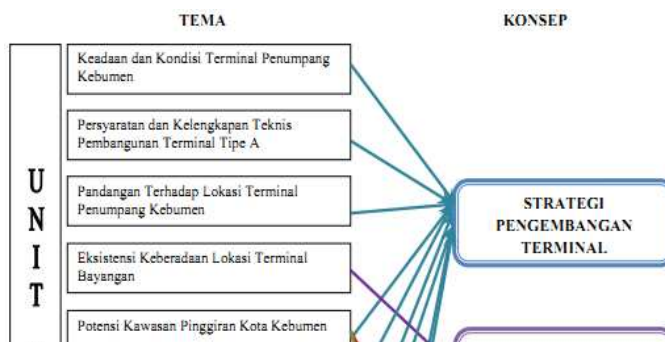 TEMA
KONSEP
Keadaan dan Kondisi Terminal Penumpang
Kebumen
Persyaratan dan Kelengkapan Teknis
Pembangunan Terminal Tipe A
Pandangan Terhadap Lokasi Terminal
Penumpang Kebumen
Eksistensi Keberadaan Lokasi Terminal
Bayangan
Potensi Kawasan Pinggiran Kota Kebumen
U
N
I
T
STRATEGI
PENGEMBANGAN
TERMINAL